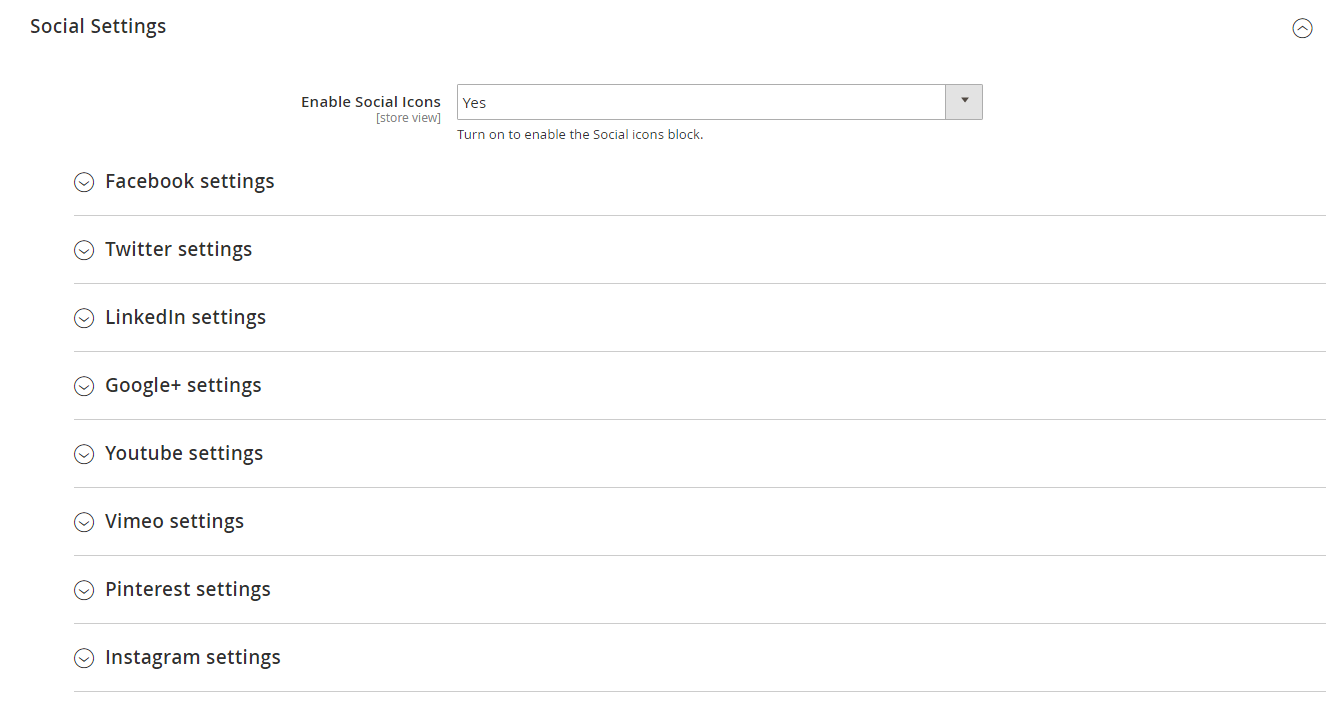 Social Settings
Enable Social Icons
[store view]
Yes
Turn on to enable the Social icons block.
Facebook settings
Twitter settings
LinkedIn settings
Google+ settings
Youtube settings
Vimeo settings
Pinterest settings
Instagram settings